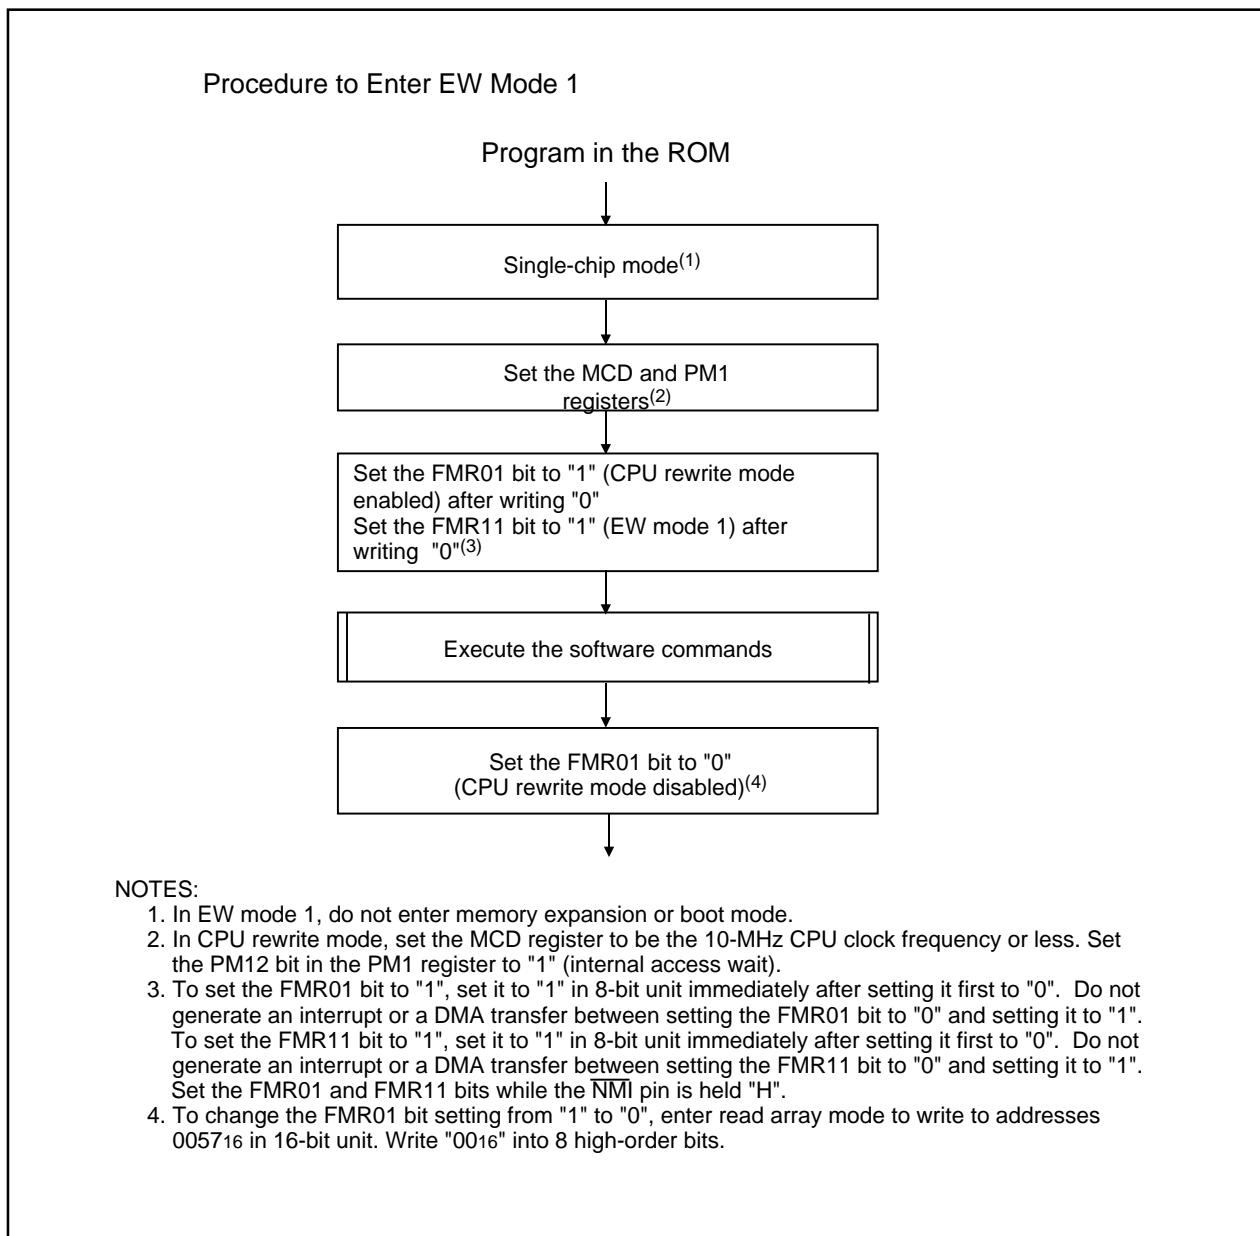 Procedure to Enter EW Mode 1
Program in the ROM
Single-chip mode(1)
Set the MCD and PM1
registers(2)
Set the FMR01 bit to "1" (CPU rewrite mode
enabled) after writing "0"
Set the FMR11 bit to "1" (EW mode 1) after
writing "0"(3)
Execute the software commands
Set the FMR01 bit to "0"
(CPU rewrite mode disabled)(4)
NOTES:
1. In EW mode 1, do not enter memory expansion or boot mode.
2. In CPU rewrite mode, set the MCD register to be the 10-MHz CPU clock frequency or less. Set
the PM12 bit in the PM1 register to "1" (internal access wait).
3. To set the FMR01 bit to "1", set it to "1" in 8-bit unit immediately after setting it first to "0". Do not
generate an interrupt or a DMA transfer between setting the FMR01 bit to "0" and setting it to "1".
To set the FMR11 bit to "1", set it to "1" in 8-bit unit immediately after setting it first to "0". Do not
generate an interrupt or a DMA transfer between setting the FMR11 bit to "0" and setting it to "1".
Set the FMR01 and FMR11 bits while the N̅M̅I̅ pin is held "H".
4. To change the FMR01 bit setting from "1" to "0", enter read array mode to write to addresses
005716 in 16-bit unit. Write "0016" into 8 high-order bits.